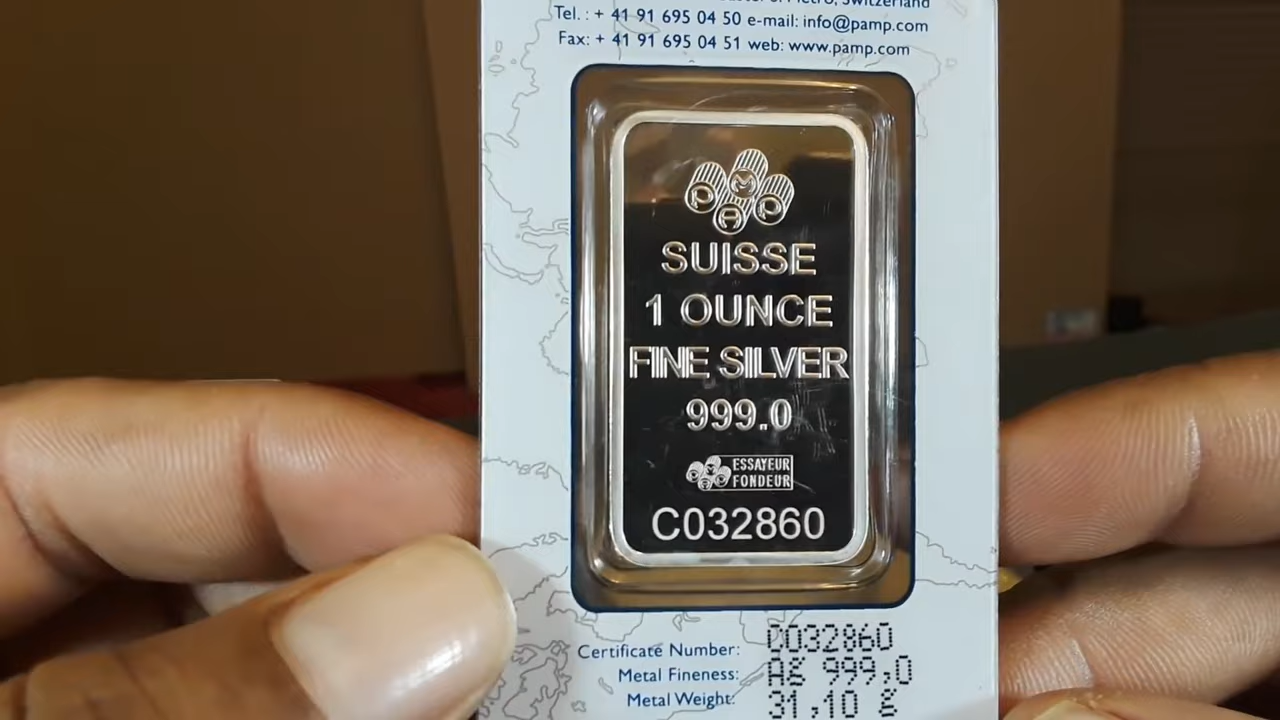 Switzerland
Tel. : + 41 91 695 04 50 e-mail: info@pamp.com
Fax: + 41 91 695 04 51 web: www.pamp.com
P A M P
SUISSE
1 OUNCE
FINE SILVER
999.0
PAMP ESSAYEUR
FONDEUR
C032860
Certificate Number: C032860
Metal Fineness: Ag 999,0
Metal Weight: 31,10 g